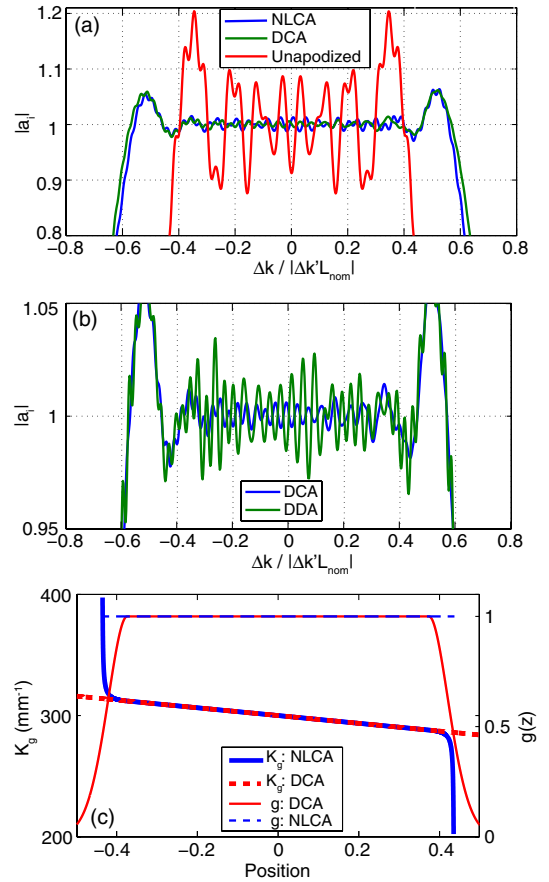 (a)
NLCA
DCA
Unapodized
1.2
1.1
1
0.9
0.8
|a_i|
−0.8 −0.6 −0.4 −0.2 0 0.2 0.4 0.6 0.8
Δk / |Δk'L_nom|
(b)
1.05
1
0.95
|a_i|
DCA
DDA
−0.8 −0.6 −0.4 −0.2 0 0.2 0.4 0.6 0.8
Δk / |Δk'L_nom|
400
300
200
K_g (mm⁻¹)
1
0.5
0
g(z)
K_g: NLCA
K_g: DCA
g: DCA
g: NLCA
(c)
−0.4 −0.2 0 0.2 0.4
Position